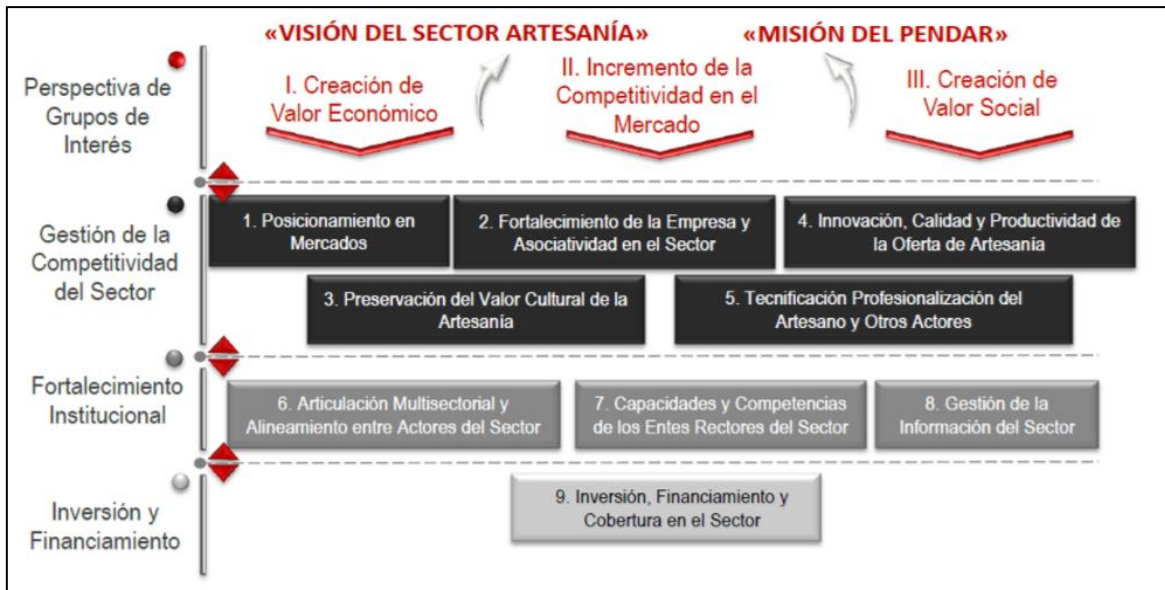 «VISIÓN DEL SECTOR ARTESANÍA»
«MISIÓN DEL PENDAR»
Perspectiva de
Grupos de
Interés
I. Creación de
Valor Económico
II. Incremento de la
Competitividad en el
Mercado
III. Creación de
Valor Social
Gestión de la
Competitividad
del Sector
1. Posicionamiento en
Mercados
2. Fortalecimiento de la Empresa y
Asociatividad en el Sector
4. Innovación, Calidad y Productividad de
la Oferta de Artesanía
3. Preservación del Valor Cultural de la
Artesanía
5. Tecnificación Profesionalización del
Artesano y Otros Actores
Fortalecimiento
Institucional
6. Articulación Multisectorial y
Alineamiento entre Actores del Sector
7. Capacidades y Competencias
de los Entes Rectores del Sector
8. Gestión de la
Información del Sector
Inversión y
Financiamiento
9. Inversión, Financiamiento y
Cobertura en el Sector